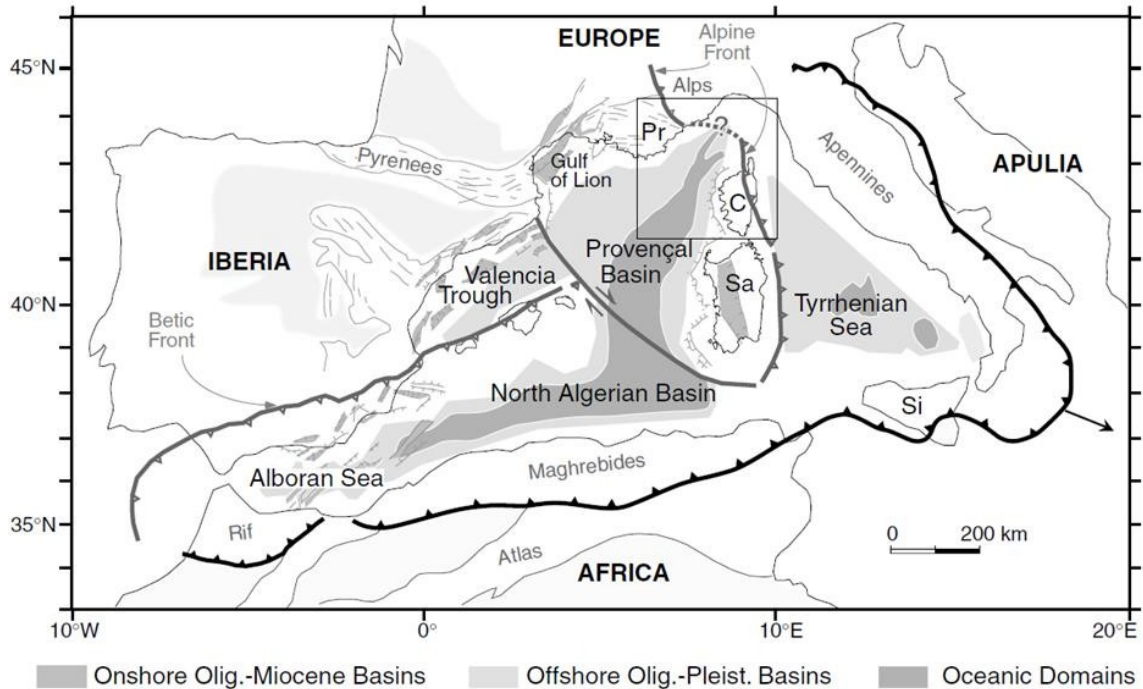 EUROPE
Alpine
Front
45°N
Alps
Pr
?
Pyrenees
Gulf
of Lion
Apennines
APULIA
C
IBERIA
Provençal
Basin
Valencia
Trough
Sa
Tyrrhenian
Sea
40°N
Betic
Front
North Algerian Basin
Si
Alboran Sea
Maghrebides
35°N
Rif
Atlas
AFRICA
0 200 km
10°W 0° 10°E 20°E
Onshore Olig.-Miocene Basins Offshore Olig.-Pleist. Basins Oceanic Domains